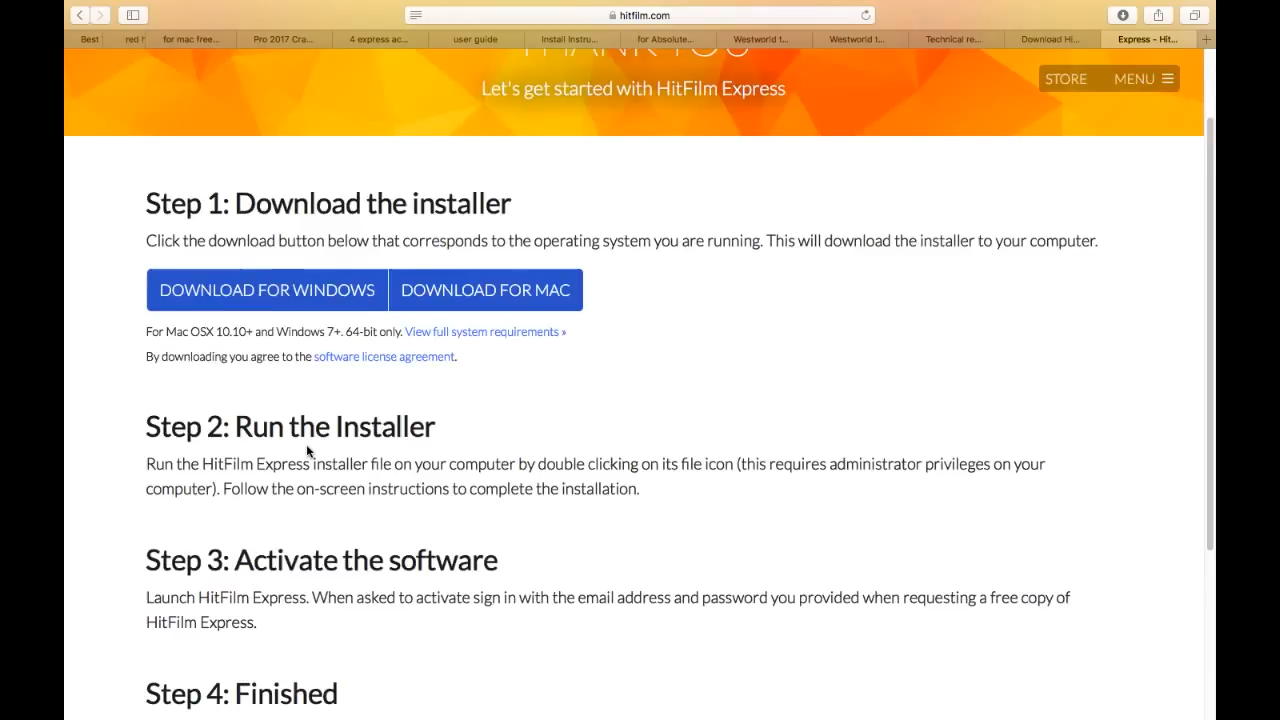 hitfilm.com
Best
red h
for mac free...
Pro 2017 Cra...
4 express ac...
user guide
Install Instru...
for Absolute...
Westworld t...
Westworld t...
Technical re...
Download Hi...
Express – Hit...
THANK YOU
STORE
MENU
Let's get started with HitFilm Express
Step 1: Download the installer
Click the download button below that corresponds to the operating system you are running. This will download the installer to your computer.
DOWNLOAD FOR WINDOWS
DOWNLOAD FOR MAC
For Mac OSX 10.10+ and Windows 7+. 64-bit only. View full system requirements »
By downloading you agree to the software license agreement.
Step 2: Run the Installer
Run the HitFilm Express installer file on your computer by double clicking on its file icon (this requires administrator privileges on your
computer). Follow the on-screen instructions to complete the installation.
Step 3: Activate the software
Launch HitFilm Express. When asked to activate sign in with the email address and password you provided when requesting a free copy of
HitFilm Express.
Step 4: Finished